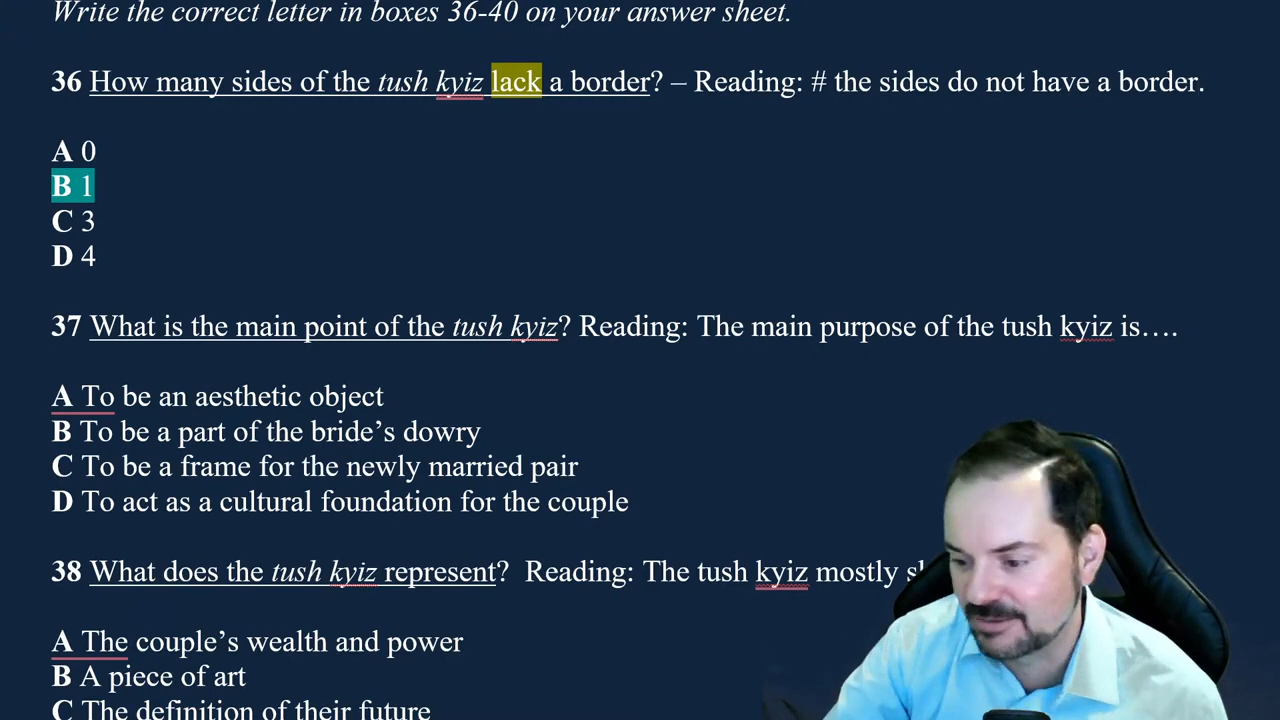 Write the correct letter in boxes 36-40 on your answer sheet.
36 How many sides of the tush kyiz lack a border? – Reading: # the sides do not have a border.
A 0
B 1
C 3
D 4
37 What is the main point of the tush kyiz? Reading: The main purpose of the tush kyiz is….
A To be an aesthetic object
B To be a part of the bride’s dowry
C To be a frame for the newly married pair
D To act as a cultural foundation for the couple
38 What does the tush kyiz represent? Reading: The tush kyiz mostly
A The couple’s wealth and power
B A piece of art
C The definition of their future